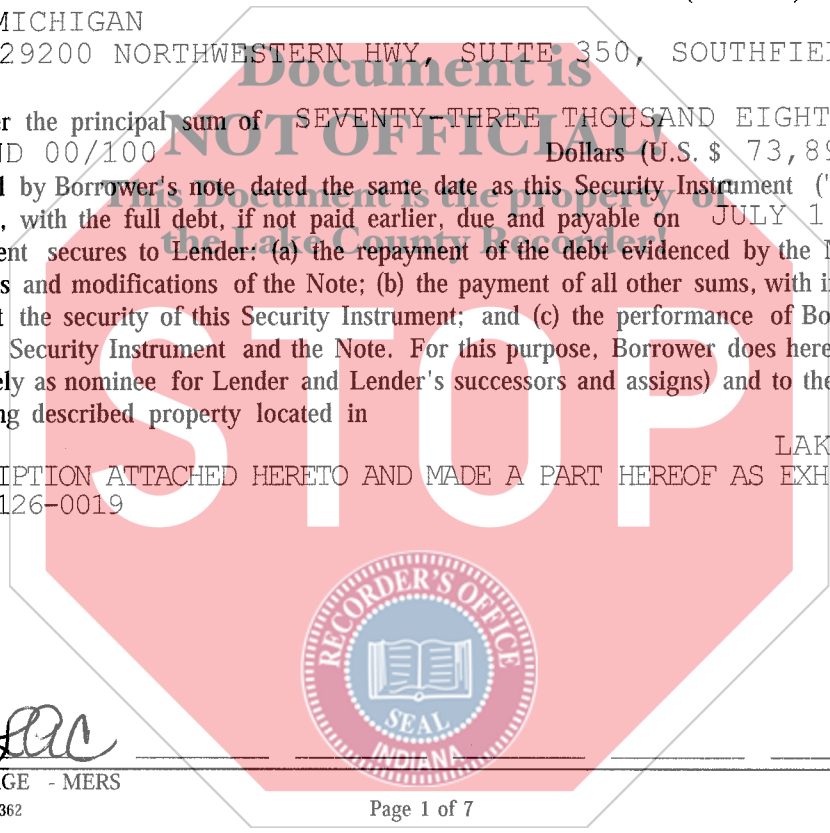 MICHIGAN
29200 NORTHWESTERN HWY, SUITE 350, SOUTHFIE
Document is
the principal sum of SEVENTY-THREE THOUSAND EIGHT
NOT OFFICIAL!
ND 00/100 Dollars (U.S. $ 73,89
by Borrower's note dated the same date as this Security Instrument ("
This Document is the property of
, with the full debt, if not paid earlier, due and payable on JULY 1
the Lake County Recorder!
ent secures to Lender: (a) the repayment of the debt evidenced by the N
s and modifications of the Note; (b) the payment of all other sums, with i
t the security of this Security Instrument; and (c) the performance of Bo
Security Instrument and the Note. For this purpose, Borrower does here
ely as nominee for Lender and Lender's successors and assigns) and to the
ng described property located in
STOP
LAK
IPTION ATTACHED HERETO AND MADE A PART HEREOF AS EXH
126-0019
RECORDER'S OFFICE
SEAL
INDIANA
GE - MERS
362
Page 1 of 7